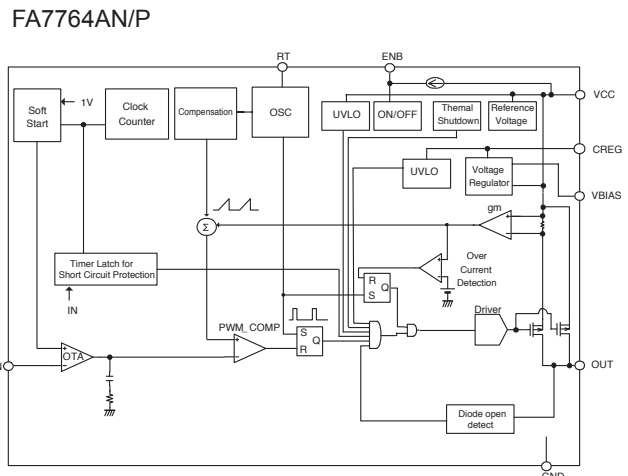 FA7764AN/P
RT
ENB
VCC
Soft
Start
1V
Clock
Counter
Compensation
OSC
UVLO
ON/OFF
Themal
Shutdown
Reference
Voltage
CREG
UVLO
Voltage
Regulator
VBIAS
gm
Σ
Over
Current
Detection
R
S
Q
Timer Latch for
Short Circuit Protection
IN
PWM_COMP
S
R
Q
Driver
OTA
+
−
+
−
OUT
Diode open
detect
GND